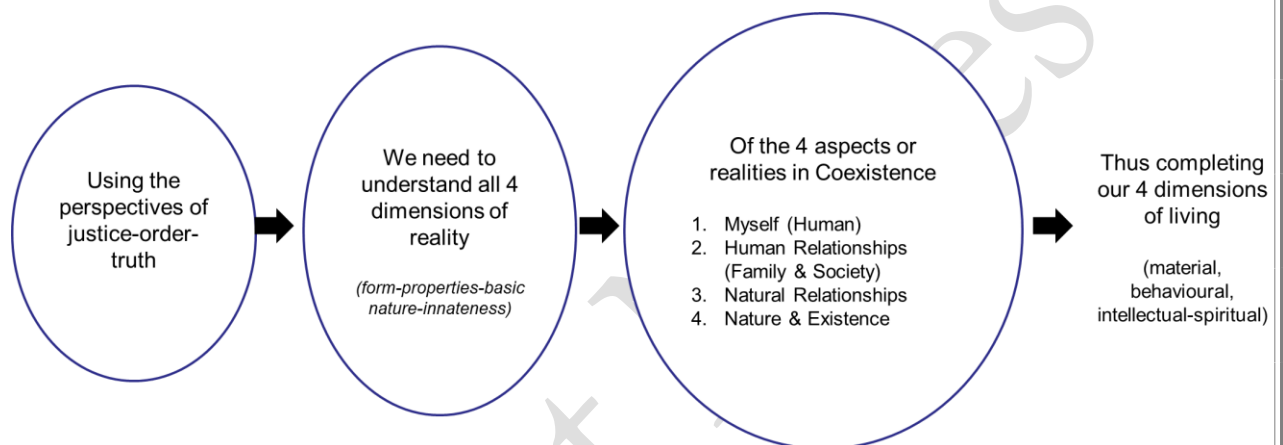 Using the
perspectives of
justice-order-
truth
We need to
understand all 4
dimensions of
reality
(form-properties-basic
nature-innateness)
Of the 4 aspects or
realities in Coexistence
1. Myself (Human)
2. Human Relationships
(Family & Society)
3. Natural Relationships
4. Nature & Existence
Thus completing
our 4 dimensions
of living
(material,
behavioural,
intellectual-spiritual)